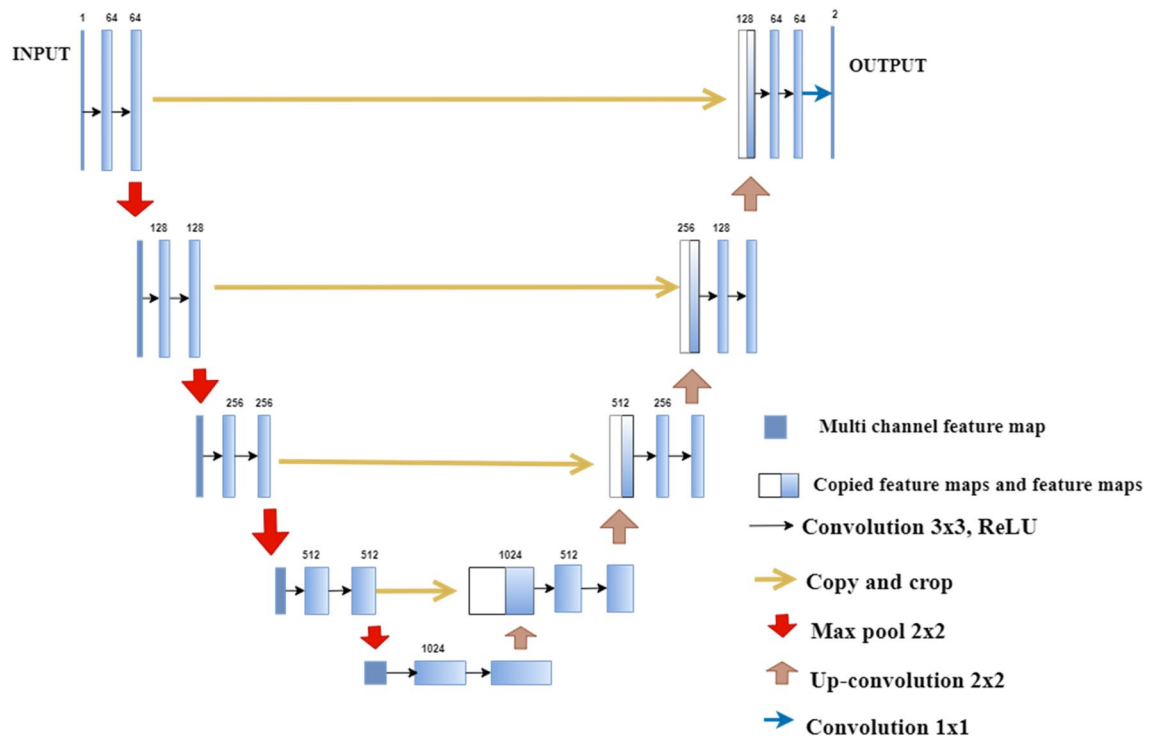 1 64 64
128 64 64 2
INPUT
OUTPUT
128 128
256 128
256 256
512 256
Multi channel feature map
Copied feature maps and feature maps
Convolution 3x3, ReLU
512 512
1024 512
Copy and crop
Max pool 2x2
1024
Up-convolution 2x2
Convolution 1x1